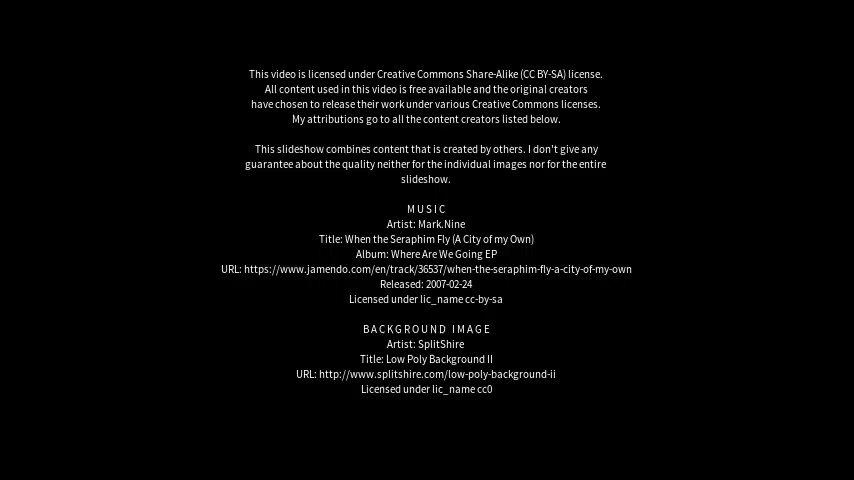 This video is licensed under Creative Commons Share-Alike (CC BY-SA) license.
All content used in this video is free available and the original creators
have chosen to release their work under various Creative Commons licenses.
My attributions go to all the content creators listed below.
This slideshow combines content that is created by others. I don't give any
guarantee about the quality neither for the individual images nor for the entire
slideshow.
MUSIC
Artist: Mark.Nine
Title: When the Seraphim Fly (A City of my Own)
Album: Where Are We Going EP
URL: https://www.jamendo.com/en/track/36537/when-the-seraphim-fly-a-city-of-my-own
Released: 2007-02-24
Licensed under lic_name cc-by-sa
BACKGROUND IMAGE
Artist: SplitShire
Title: Low Poly Background II
URL: http://www.splitshire.com/low-poly-background-ii
Licensed under lic_name cc0